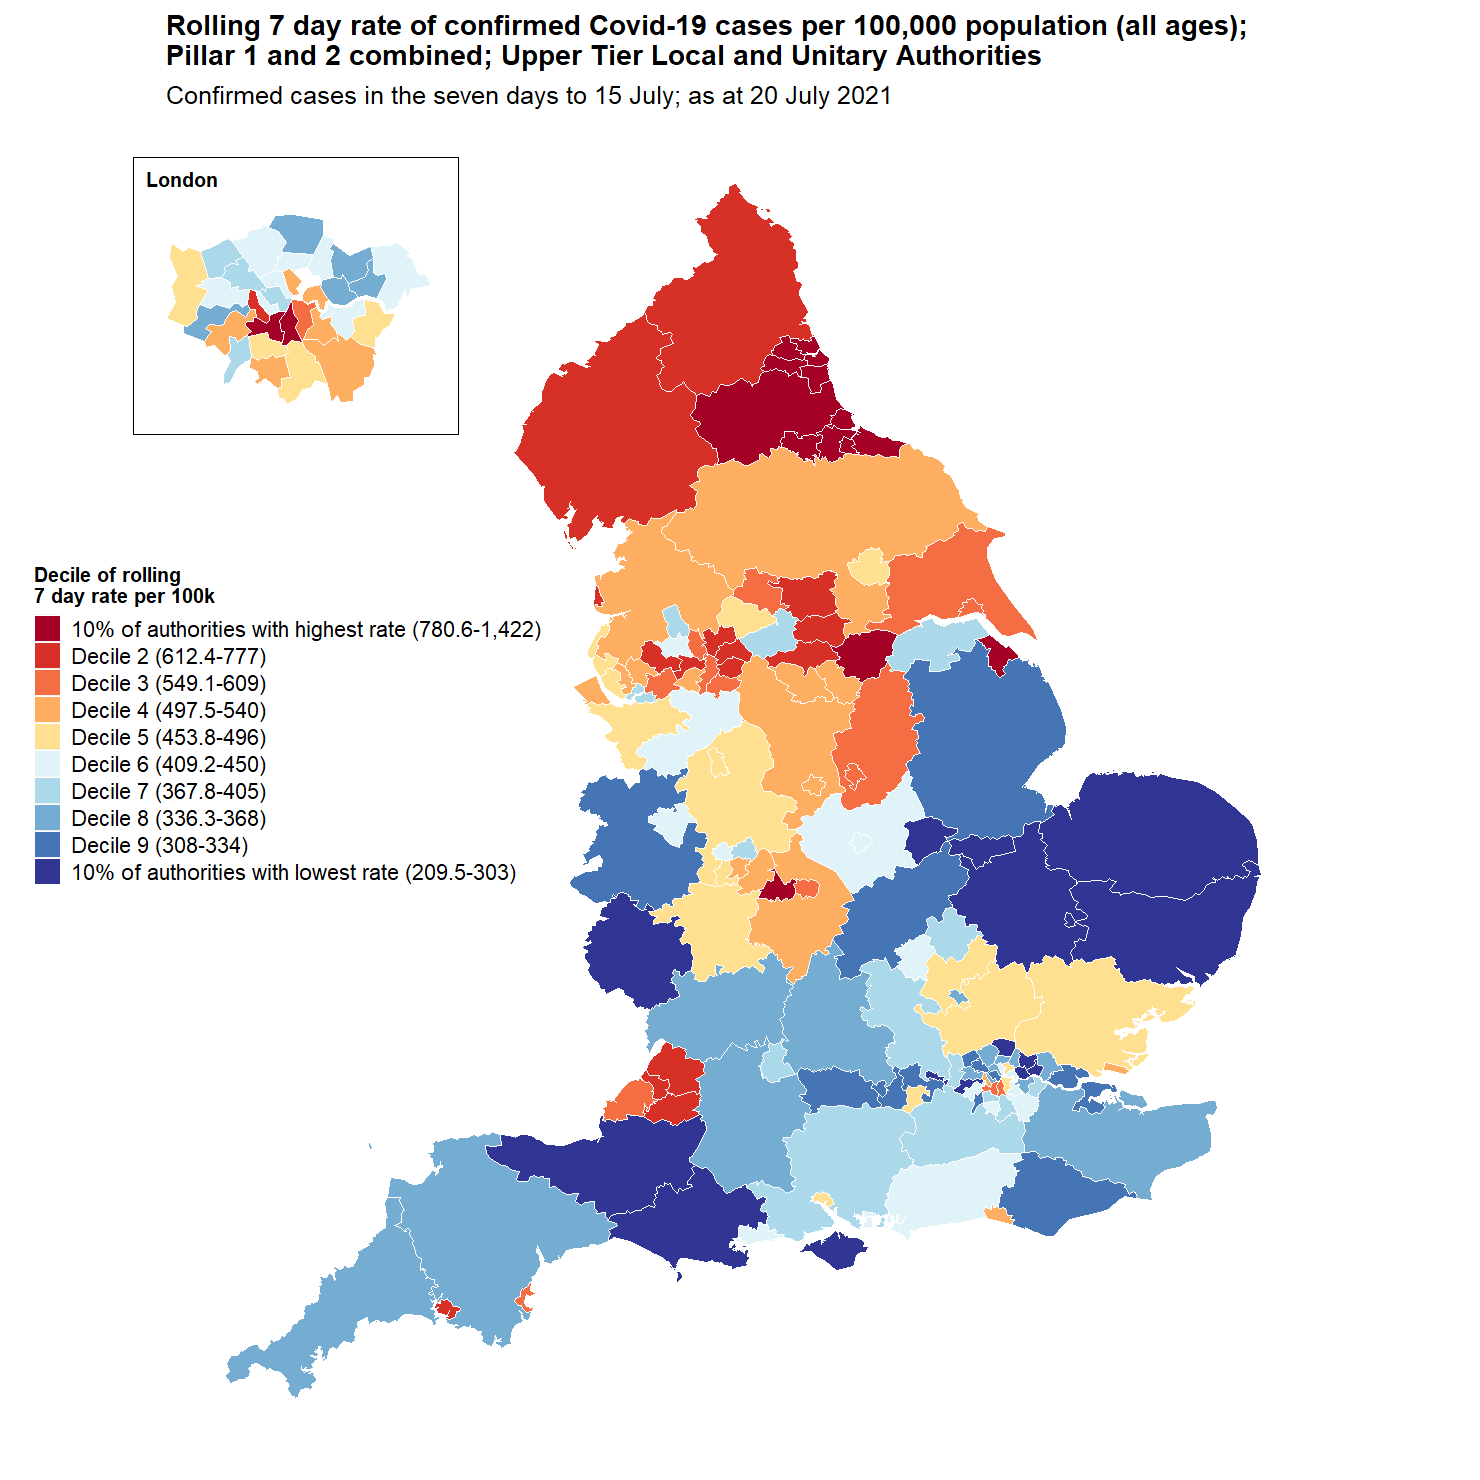 Rolling 7 day rate of confirmed Covid-19 cases per 100,000 population (all ages);
Pillar 1 and 2 combined; Upper Tier Local and Unitary Authorities
Confirmed cases in the seven days to 15 July; as at 20 July 2021
London
Decile of rolling
7 day rate per 100k
10% of authorities with highest rate (780.6-1,422)
Decile 2 (612.4-777)
Decile 3 (549.1-609)
Decile 4 (497.5-540)
Decile 5 (453.8-496)
Decile 6 (409.2-450)
Decile 7 (367.8-405)
Decile 8 (336.3-368)
Decile 9 (308-334)
10% of authorities with lowest rate (209.5-303)